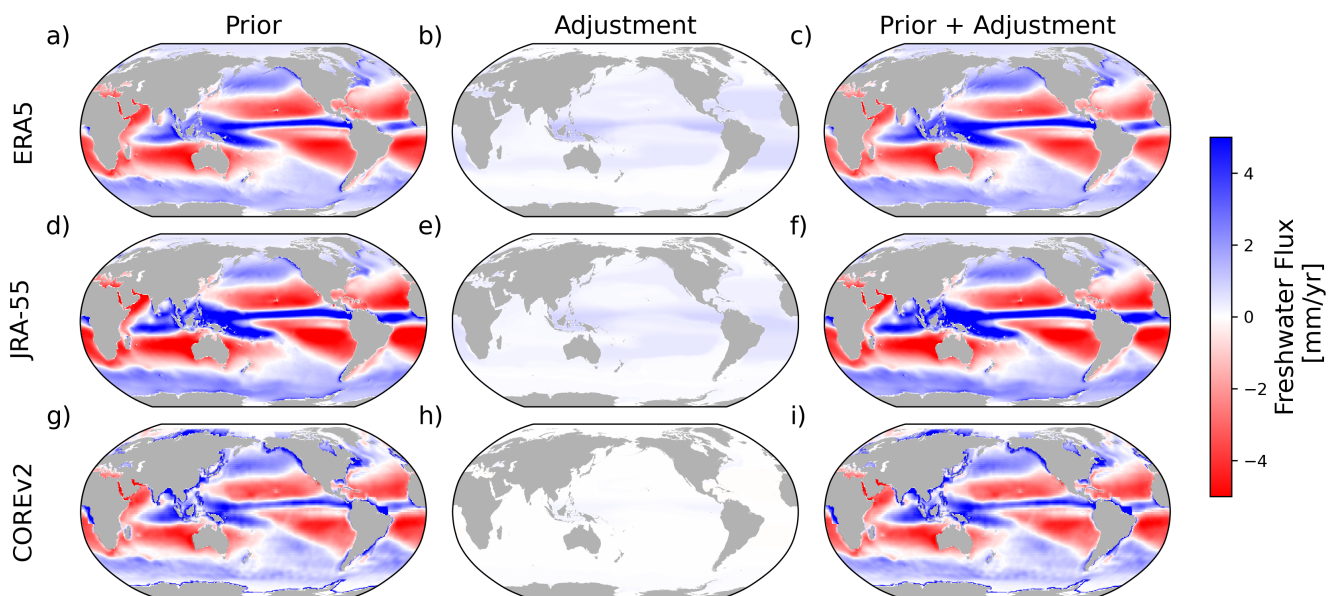 Prior
Adjustment
Prior + Adjustment
a)
b)
c)
ERA5
d)
e)
f)
JRA-55
g)
h)
i)
COREv2
4
2
0
−2
−4
Freshwater Flux
[mm/yr]